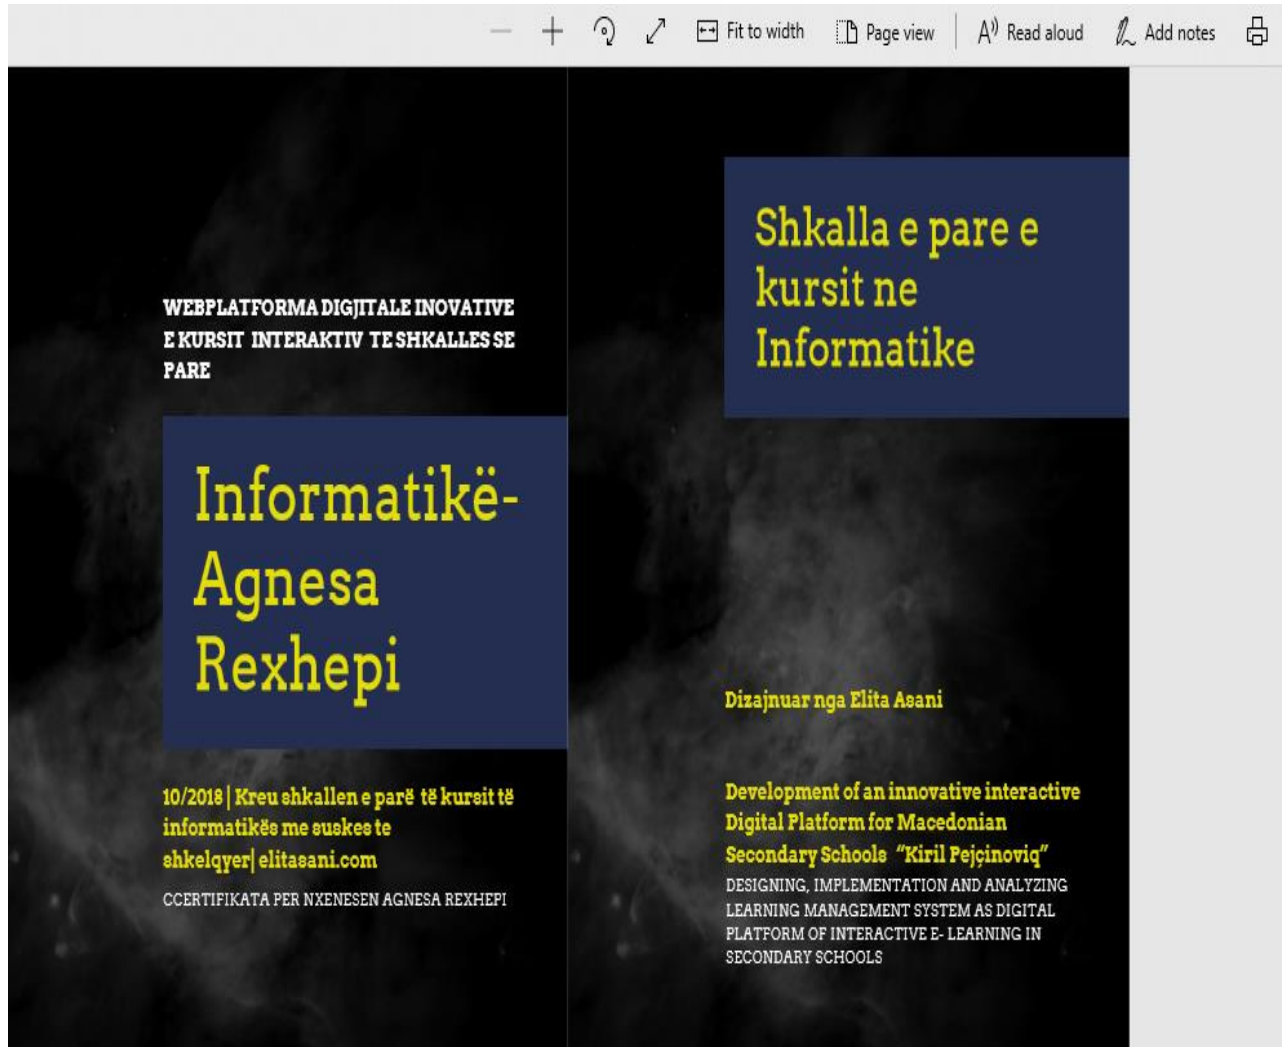 Fit to width
Page view
Read aloud
Add notes
WEBPLATFORMA DIGJITALE INOVATIVE
E KURSIT INTERAKTIV TE SHKALLES SE
PARE
Informatikë-
Agnesa
Rexhepi
10/2018 | Kreu shkallen e parë të kursit të
informatikës me suskes te
shkelqyer| elitasani.com
CCERTIFIKATA PER NXENESEN AGNESA REXHEPI
Shkalla e pare e
kursit ne
Informatike
Dizajnuar nga Elita Asani
Development of an innovative interactive
Digital Platform for Macedonian
Secondary Schools “Kiril Pejçinoviq”
DESIGNING, IMPLEMENTATION AND ANALYZING
LEARNING MANAGEMENT SYSTEM AS DIGITAL
PLATFORM OF INTERACTIVE E- LEARNING IN
SECONDARY SCHOOLS